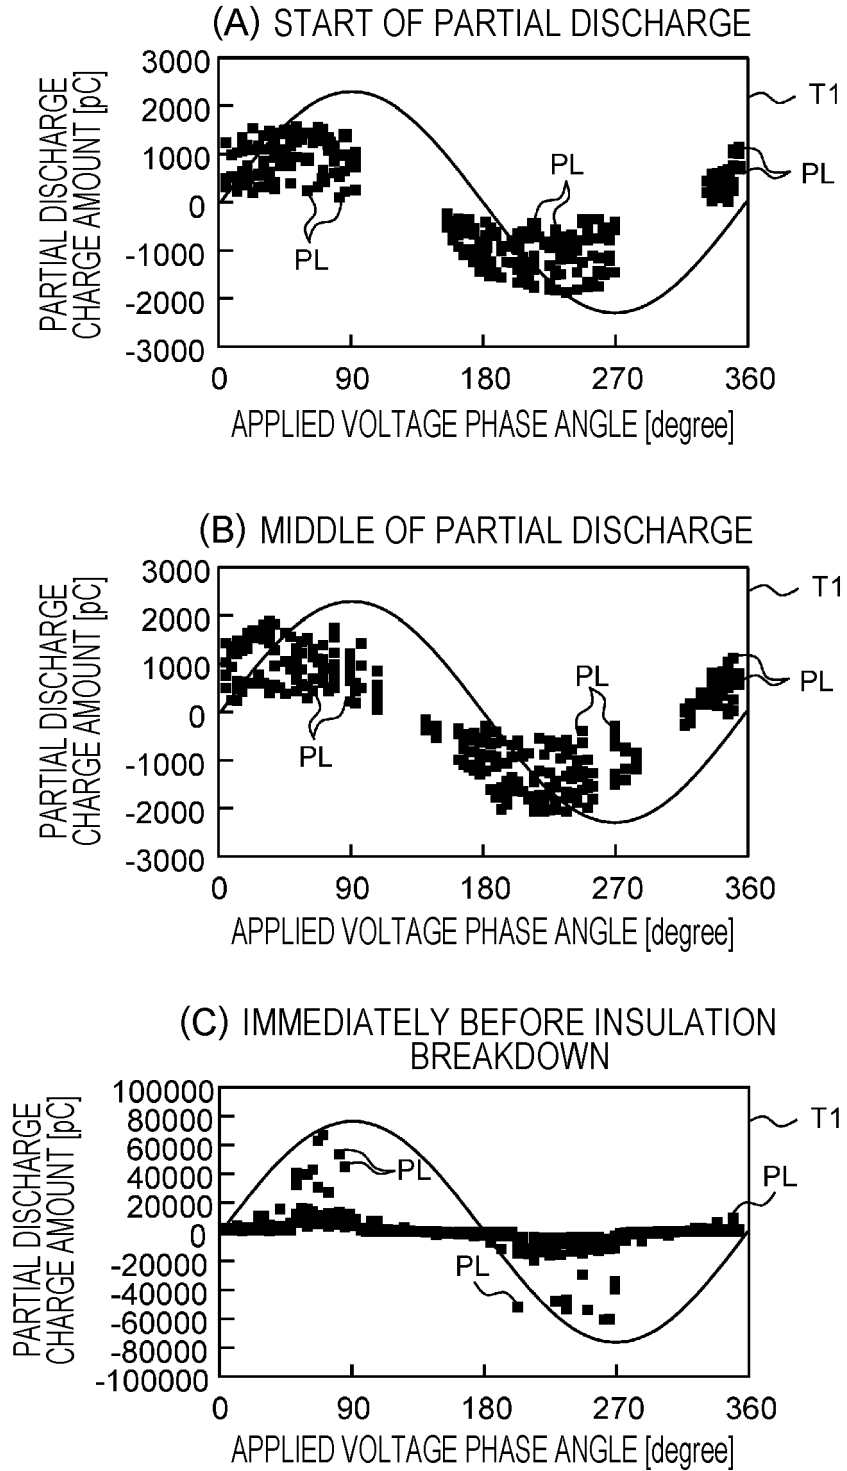 (A) START OF PARTIAL DISCHARGE
PARTIAL DISCHARGE
CHARGE AMOUNT [pC]
3000
2000
1000
0
-1000
-2000
-3000
T1
PL
PL
PL
0 90 180 270 360
APPLIED VOLTAGE PHASE ANGLE [degree]
(B) MIDDLE OF PARTIAL DISCHARGE
PARTIAL DISCHARGE
CHARGE AMOUNT [pC]
3000
2000
1000
0
-1000
-2000
-3000
T1
PL
PL
PL
0 90 180 270 360
APPLIED VOLTAGE PHASE ANGLE [degree]
(C) IMMEDIATELY BEFORE INSULATION
BREAKDOWN
PARTIAL DISCHARGE
CHARGE AMOUNT [pC]
100000
80000
60000
40000
20000
0
-20000
-40000
-60000
-80000
-100000
T1
PL
PL
PL
0 90 180 270 360
APPLIED VOLTAGE PHASE ANGLE [degree]